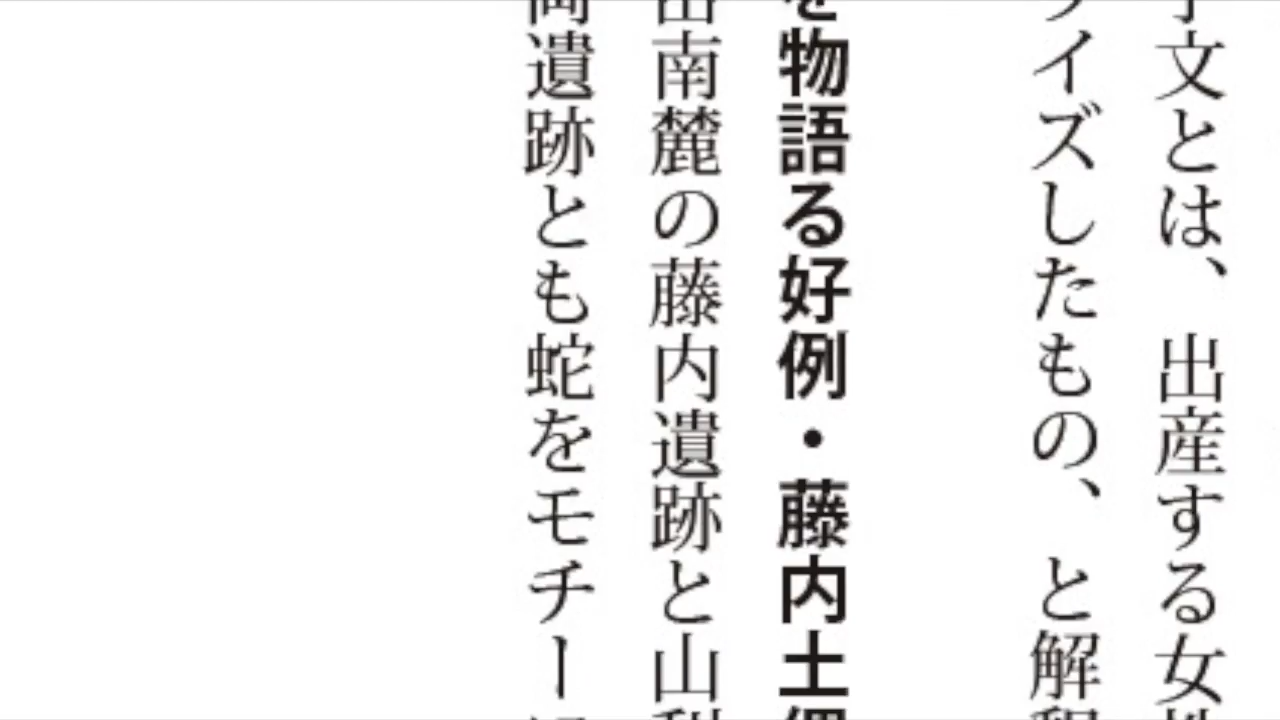 文とは、出産する女
イズしたもの、と解
を物語る好例・藤内土
南麓の藤内遺跡と山
遺跡とも蛇をモチー